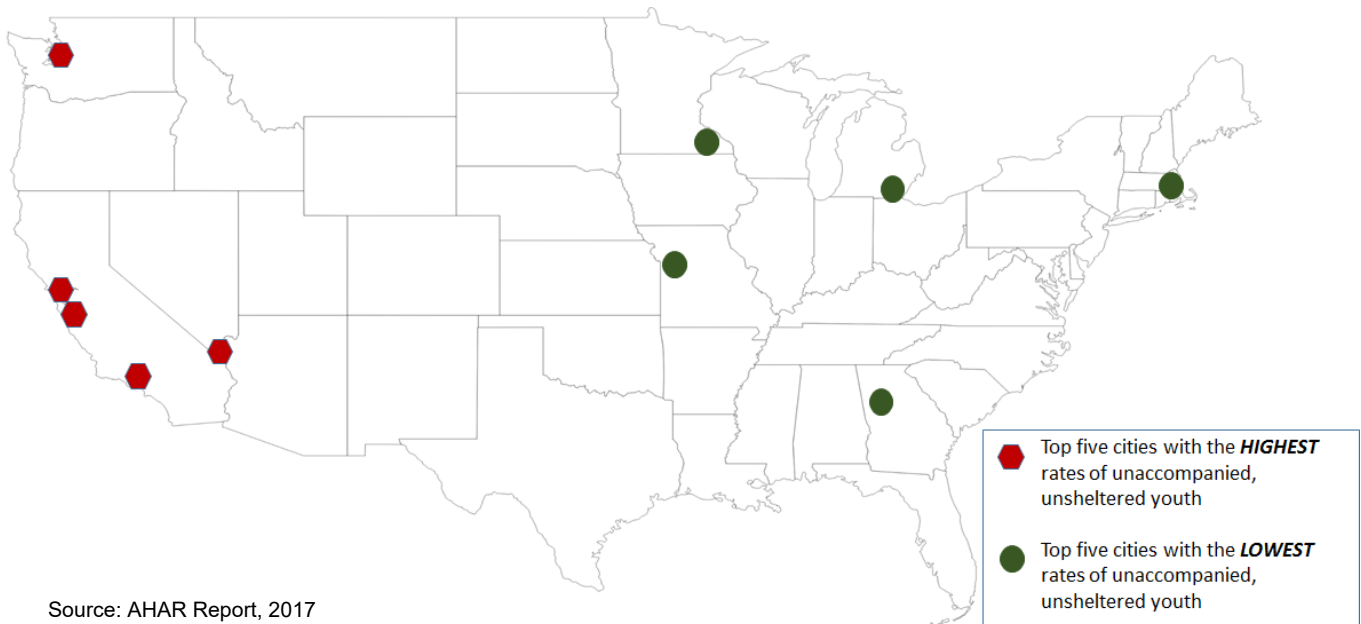 Top five cities with the HIGHEST
rates of unaccompanied,
unsheltered youth
Top five cities with the LOWEST
rates of unaccompanied,
unsheltered youth
Source: AHAR Report, 2017